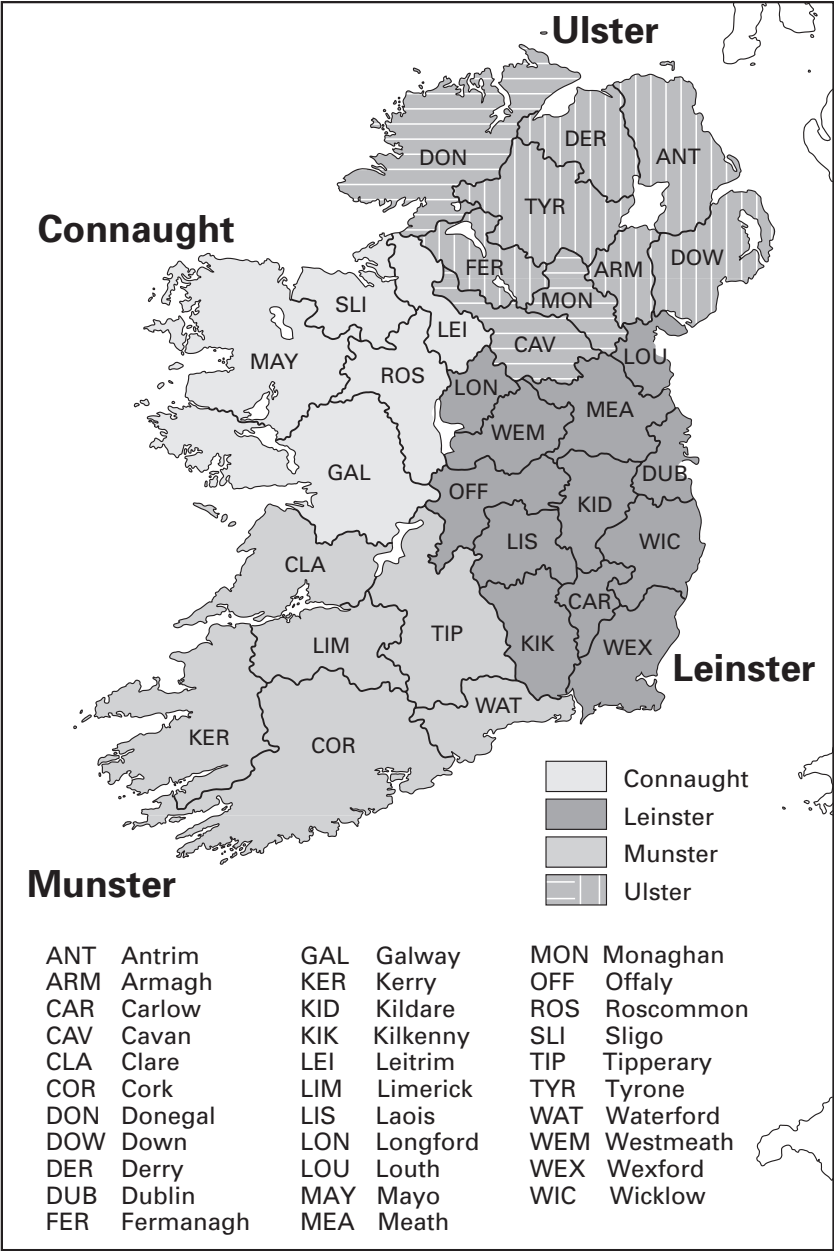 Ulster
DER
DON
ANT
TYR
Connaught
DOW
FER
ARM
MON
SLI
LEI
CAV
LOU
MAY
ROS
LON
MEA
WEM
GAL
DUB
OFF
KID
LIS
WIC
CLA
CAR
TIP
LIM
KIK
WEX
Leinster
WAT
KER
COR
Connaught
Leinster
Munster
Ulster
Munster
ANT Antrim
ARM Armagh
CAR Carlow
CAV Cavan
CLA Clare
COR Cork
DON Donegal
DOW Down
DER Derry
DUB Dublin
FER Fermanagh
GAL Galway
KER Kerry
KID Kildare
KIK Kilkenny
LEI Leitrim
LIM Limerick
LIS Laois
LON Longford
LOU Louth
MAY Mayo
MEA Meath
MON Monaghan
OFF Offaly
ROS Roscommon
SLI Sligo
TIP Tipperary
TYR Tyrone
WAT Waterford
WEM Westmeath
WEX Wexford
WIC Wicklow